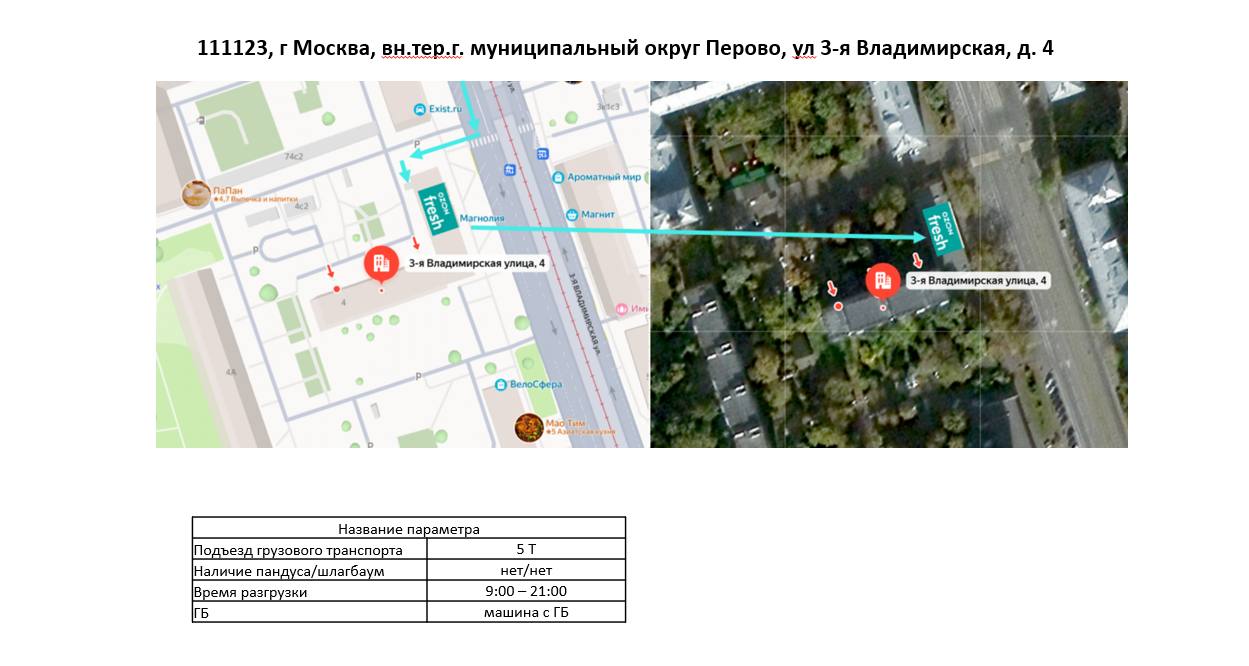 111123, г Москва, вн.тер.г. муниципальный округ Перово, ул 3-я Владимирская, д. 4
Exist.ru
3к1с3
P
74с2
Ароматный мир
ПаПан
★4,7 Выпечка и напитки
4с2
ozon fresh
Магнолия
Магнит
P
3-я Владимирская улица, 4
4
3-Я ВЛАДИМИРСКАЯ ул.
4А
P
ВелоСфера
Мао Тим
★5 Азиатская кухня
P
ozon fresh
3-я Владимирская улица, 4
Название параметра
Подъезд грузового транспорта 5 Т
Наличие пандуса/шлагбаум нет/нет
Время разгрузки 9:00 – 21:00
ГБ машина с ГБ